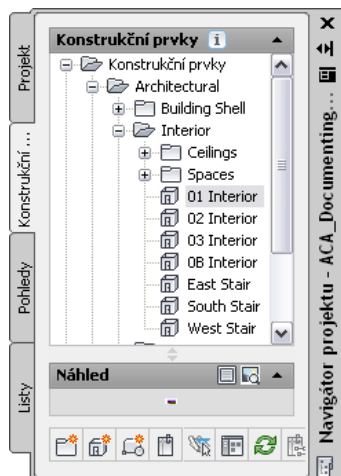 Projekt
Konstrukční ...
Pohledy
Listy
Konstrukční prvky
Konstrukční prvky
Architectural
Building Shell
Interior
Ceilings
Spaces
01 Interior
02 Interior
03 Interior
0B Interior
East Stair
South Stair
West Stair
Náhled
Navigátor projektu - ACA_Documenting...